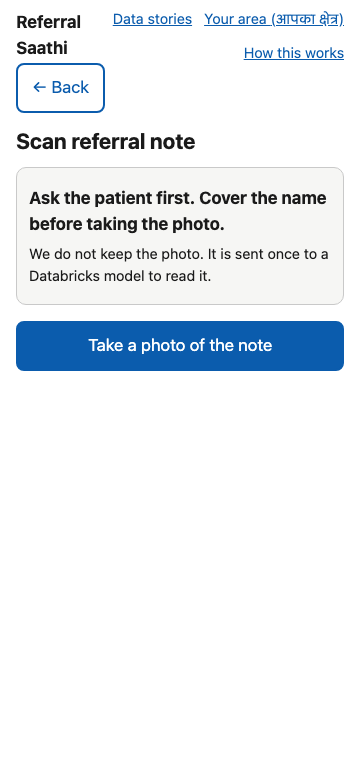 Referral Saathi
Data stories
Your area (आपका क्षेत्र)
How this works
← Back
Scan referral note
Ask the patient first. Cover the name
before taking the photo.
We do not keep the photo. It is sent once to a
Databricks model to read it.
Take a photo of the note